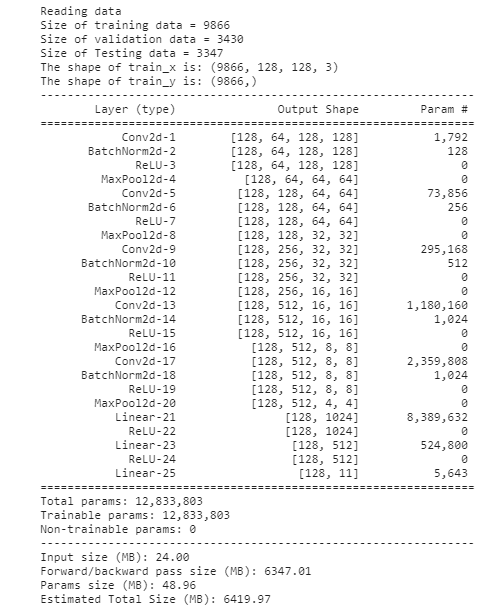 Reading data
Size of training data = 9866
Size of validation data = 3430
Size of Testing data = 3347
The shape of train_x is: (9866, 128, 128, 3)
The shape of train_y is: (9866,)
----------------------------------------------------------------
Layer (type) Output Shape Param #
================================================================
Conv2d-1 [128, 64, 128, 128] 1,792
BatchNorm2d-2 [128, 64, 128, 128] 128
ReLU-3 [128, 64, 128, 128] 0
MaxPool2d-4 [128, 64, 64, 64] 0
Conv2d-5 [128, 128, 64, 64] 73,856
BatchNorm2d-6 [128, 128, 64, 64] 256
ReLU-7 [128, 128, 64, 64] 0
MaxPool2d-8 [128, 128, 32, 32] 0
Conv2d-9 [128, 256, 32, 32] 295,168
BatchNorm2d-10 [128, 256, 32, 32] 512
ReLU-11 [128, 256, 32, 32] 0
MaxPool2d-12 [128, 256, 16, 16] 0
Conv2d-13 [128, 512, 16, 16] 1,180,160
BatchNorm2d-14 [128, 512, 16, 16] 1,024
ReLU-15 [128, 512, 16, 16] 0
MaxPool2d-16 [128, 512, 8, 8] 0
Conv2d-17 [128, 512, 8, 8] 2,359,808
BatchNorm2d-18 [128, 512, 8, 8] 1,024
ReLU-19 [128, 512, 8, 8] 0
MaxPool2d-20 [128, 512, 4, 4] 0
Linear-21 [128, 1024] 8,389,632
ReLU-22 [128, 1024] 0
Linear-23 [128, 512] 524,800
ReLU-24 [128, 512] 0
Linear-25 [128, 11] 5,643
================================================================
Total params: 12,833,803
Trainable params: 12,833,803
Non-trainable params: 0
----------------------------------------------------------------
Input size (MB): 24.00
Forward/backward pass size (MB): 6347.01
Params size (MB): 48.96
Estimated Total Size (MB): 6419.97